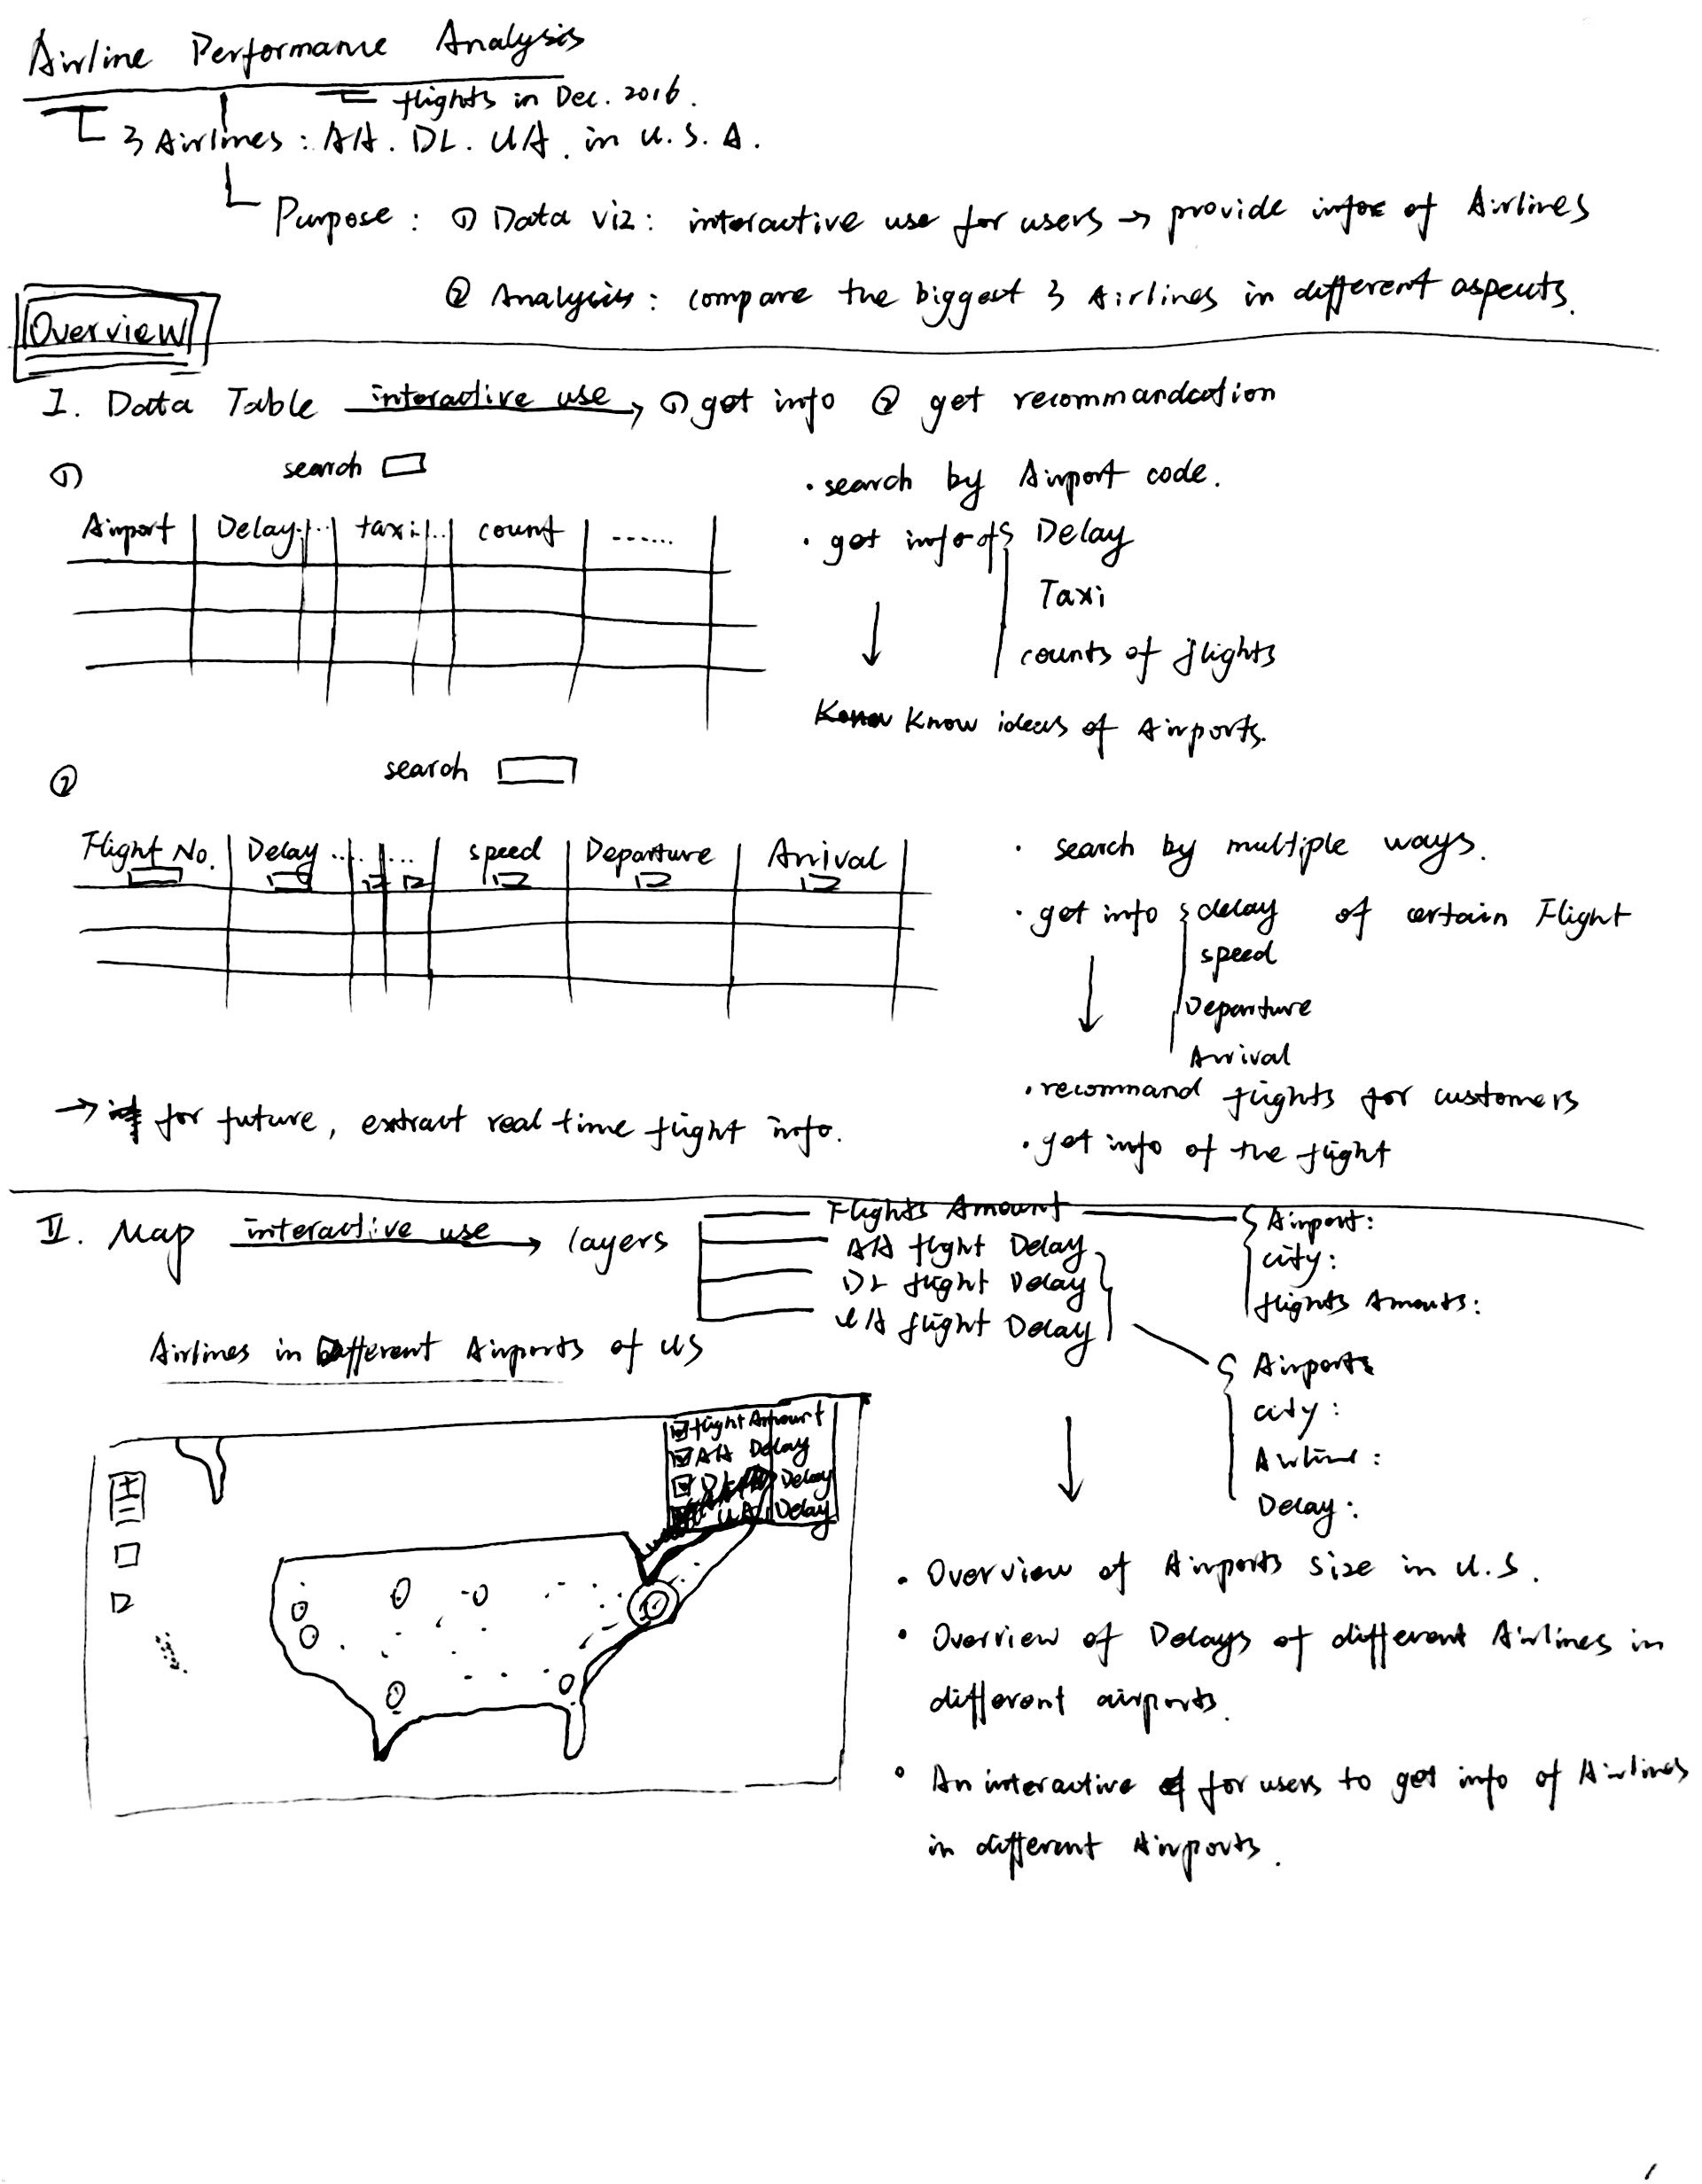 Airline Performance Analysis
flights in Dec. 2016.
3 Airlines: AA. DL. UA. in U.S.A.
Purpose: ① Data viz: interactive use for users → provide info of Airlines
② Analysis: compare the biggest 3 Airlines in different aspects.
Overview
I. Data Table interactive use → ① get info ② get recommandation
① search
Airport | Delay... | taxi... | count | ......
· search by Airport code.
· get info of { Delay
Taxi
counts of flights
↓
Know ideas of Airports.
② search
Flight No. | Delay.... | ... | speed | Departure | Arrival
· search by multiple ways.
· get info { delay of certain Flight
speed
Departure
Arrival
↓
· recommand flights for customers
· get info of the flight
→ for future, extract real time flight info.
II. Map interactive use → layers
Flights Amount
AA flight Delay
DL flight Delay
UA flight Delay
{ Airport:
city:
flights Amouts:
{ Airports
city:
Airline:
Delay:
Airlines in Different Airports of US
flight Amount
AA Delay
DL Delay
UA Delay
· Overview of Airports size in U.S.
· Overview of Delays of different Airlines in
different airports.
· An interactive for users to get info of Airlines
in different Airports.